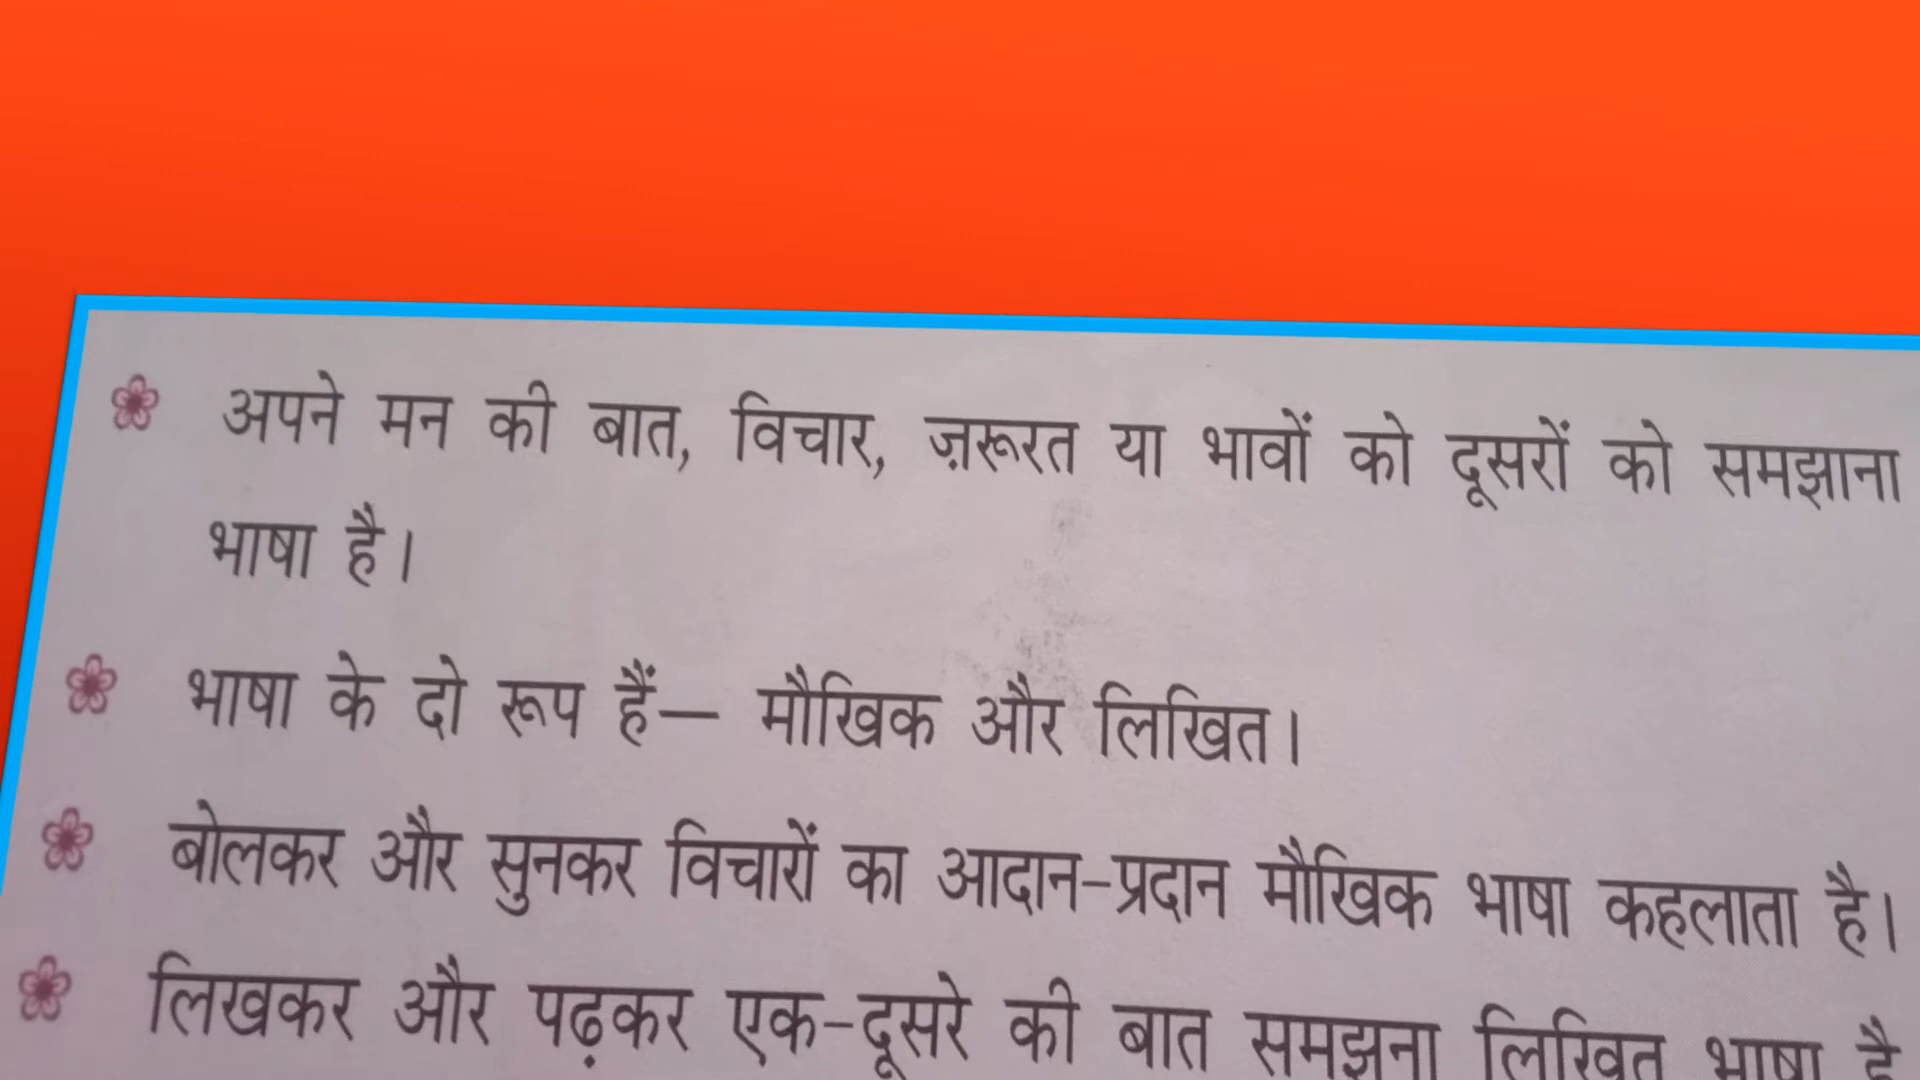 अपने मन की बात, विचार, ज़रूरत या भावों को दूसरों को समझाना
भाषा है।
भाषा के दो रूप हैं— मौखिक और लिखित।
बोलकर और सुनकर विचारों का आदान-प्रदान मौखिक भाषा कहलाता है।
लिखकर और पढ़कर एक-दूसरे की बात समझना लिखित भाषा है